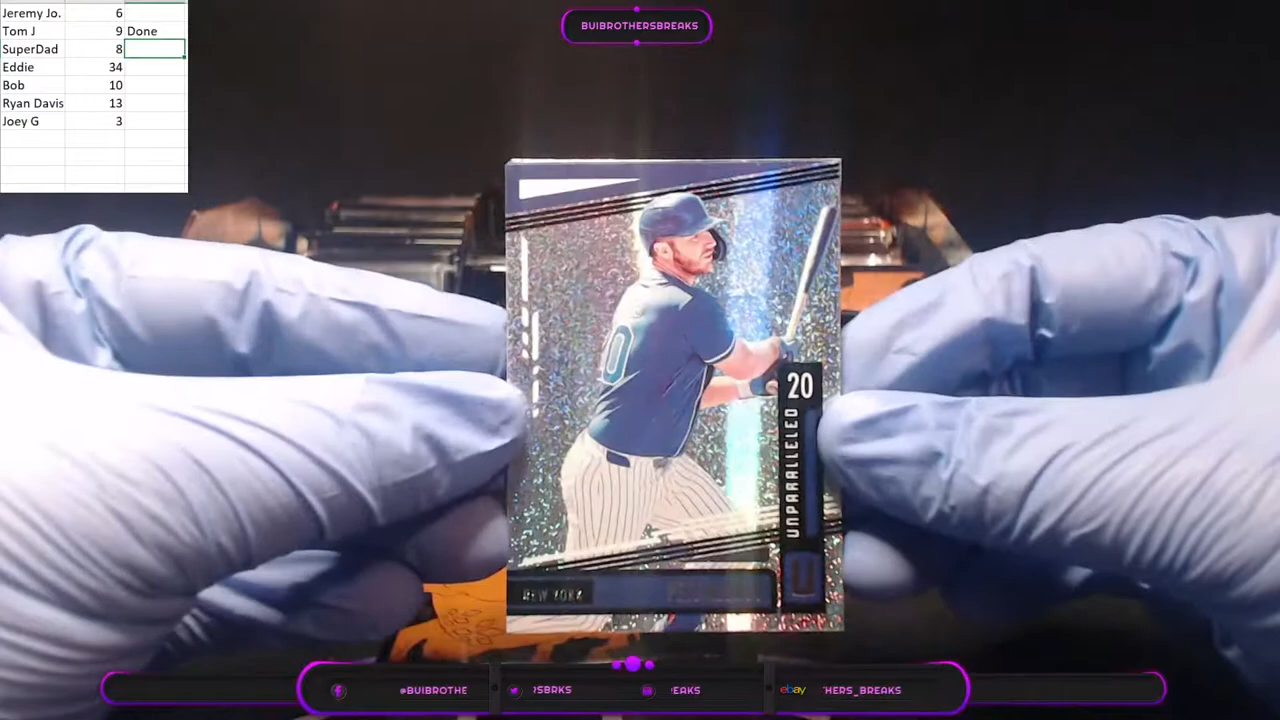 Jeremy Jo. 6
Tom J 9 Done
SuperDad 8
Eddie 34
Bob 10
Ryan Davis 13
Joey G 3
BUIBROTHERSBREAKS
0
20
UNPARALLELED
U
NEW YORK
@BUIBROTHE
SBRKS
EAKS
ebay HERS_BREAKS